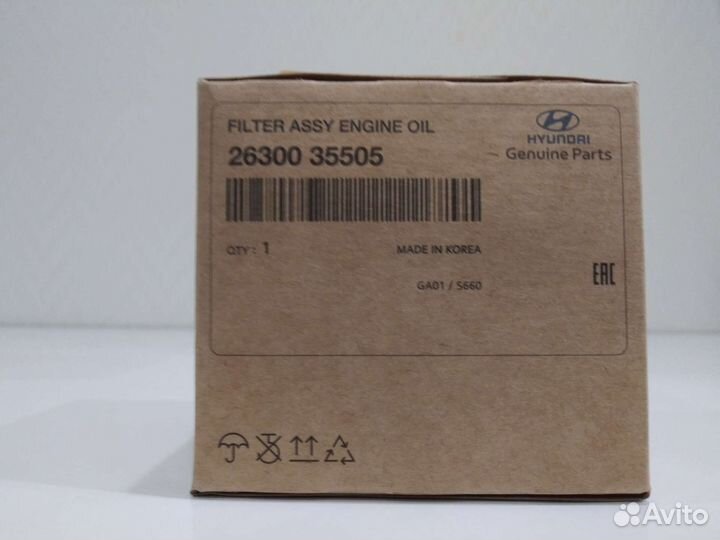 FILTER ASSY ENGINE OIL
26300 35505
HYUNDAI
Genuine Parts
QTY : 1
MADE IN KOREA
GA01 / S660
EAC
Avito